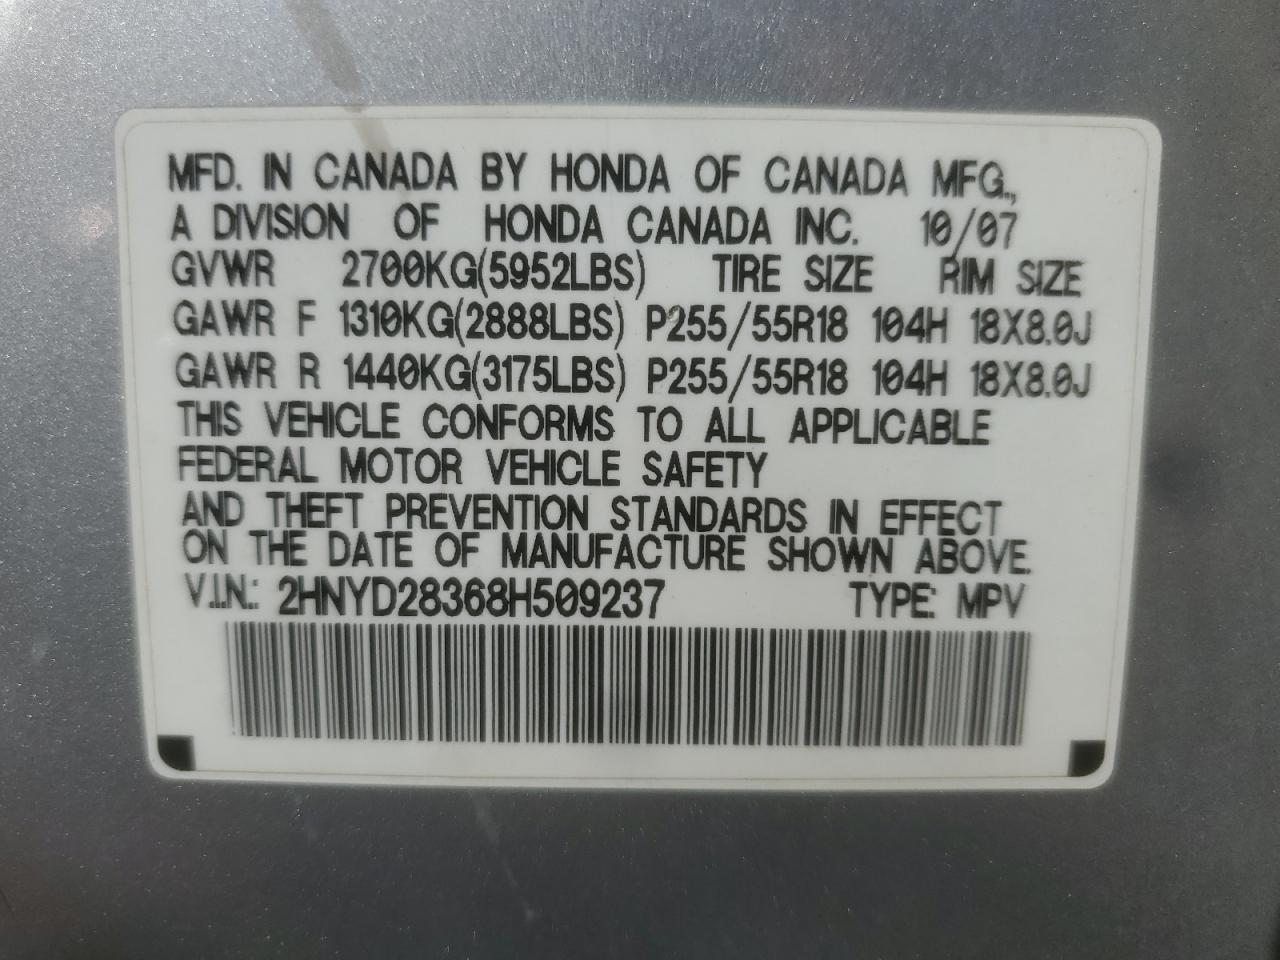 MFD. IN CANADA BY HONDA OF CANADA MFG.,
A DIVISION OF HONDA CANADA INC. 10/07
GVWR 2700KG(5952LBS) TIRE SIZE RIM SIZE
GAWR F 1310KG(2888LBS) P255/55R18 104H 18X8.0J
GAWR R 1440KG(3175LBS) P255/55R18 104H 18X8.0J
THIS VEHICLE CONFORMS TO ALL APPLICABLE
FEDERAL MOTOR VEHICLE SAFETY
AND THEFT PREVENTION STANDARDS IN EFFECT
ON THE DATE OF MANUFACTURE SHOWN ABOVE.
V.I.N.: 2HNYD28368H509237 TYPE: MPV